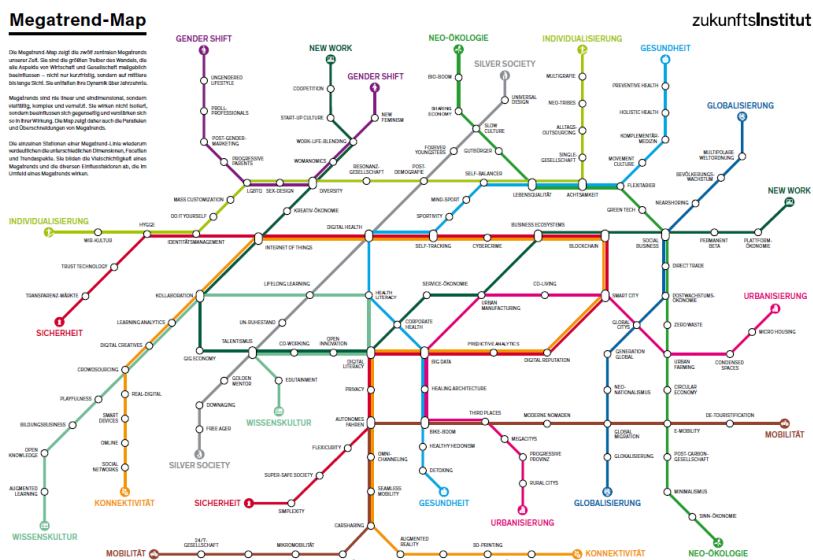 Megatrend-Map
zukunftsInstitut
Die Megatrend-Map zeigt die zwölf zentralen Megatrends
unserer Zeit. Sie sind die größten Treiber des Wandels, die
alle Aspekte von Wirtschaft und Gesellschaft maßgeblich
beeinflussen – nicht nur kurzfristig, sondern auf mittlere
bis lange Sicht. Sie entfalten ihre Dynamik über Jahrzehnte.
Megatrends sind nie linear und eindimensional, sondern
vielfältig, komplex und vernetzt. Sie wirken nicht isoliert,
sondern beeinflussen sich gegenseitig und verstärken sich
so in ihrer Wirkung. Die Map zeigt daher auch die Parallelen
und Überschneidungen von Megatrends.
Die einzelnen Stationen einer Megatrend-Linie wiederum
verdeutlichen die unterschiedlichen Dimensionen, Facetten
und Trendaspekte. Sie bilden die Vielschichtigkeit eines
Megatrends und die diversen Einflussfaktoren ab, die im
Umfeld eines Megatrends wirken.
GENDER SHIFT
NEW WORK
NEO-ÖKOLOGIE
INDIVIDUALISIERUNG
GESUNDHEIT
SILVER SOCIETY
GENDER SHIFT
GLOBALISIERUNG
UNGENDERED
LIFESTYLE
COOPETITION
BIO-BOOM
MULTIGRAFIE
PREVENTIVE HEALTH
UNIVERSAL
DESIGN
PROLL-
PROFESSIONALS
START-UP CULTURE
NEW
FEMINISM
SHARING
ECONOMY
NEO-TRIBES
HOLISTIC HEALTH
SLOW
CULTURE
ALLTAGS-
OUTSOURCING
KOMPLEMENTÄR-
MEDIZIN
POST-GENDER-
MARKETING
WORK-LIFE-BLENDING
FOREVER
YOUNGSTERS
GUTBÜRGER
SINGLE-
GESELLSCHAFT
MOVEMENT
CULTURE
MULTIPOLARE
WELTORDNUNG
PROGRESSIVE
PARENTS
WOMANOMICS
RESONANZ-
GESELLSCHAFT
POST-
DEMOGRAFIE
SELF-BALANCER
BEVÖLKERUNGS-
WACHSTUM
LGBTQ
SEX-DESIGN
DIVERSITY
LEBENSQUALITÄT
ACHTSAMKEIT
FLEXITARIER
NEARSHORING
NEW WORK
MASS CUSTOMIZATION
KREATIV-ÖKONOMIE
MIND-SPORT
GREEN TECH
DO IT YOURSELF
SPORTIVITY
INDIVIDUALISIERUNG
WIR-KULTUR
HYGGE
IDENTITÄTSMANAGEMENT
DIGITAL HEALTH
BUSINESS ECOSYSTEMS
INTERNET OF THINGS
SELF-TRACKING
CYBERCRIME
BLOCKCHAIN
SOCIAL
BUSINESS
PERMANENT
BETA
PLATFORM-
ÖKONOMIE
TRUST TECHNOLOGY
DIRECT TRADE
TRANSPARENZ-MÄRKTE
KOLLABORATION
LIFELONG LEARNING
HEALTH
LITERACY
SERVICE-ÖKONOMIE
CO-LIVING
URBAN
MANUFACTURING
SMART CITY
POSTWACHSTUMS-
ÖKONOMIE
URBANISIERUNG
SICHERHEIT
LEARNING ANALYTICS
UN-RUHESTAND
CORPORATE
HEALTH
GLOBAL
CITYS
ZERO WASTE
MICRO HOUSING
DIGITAL CREATIVES
TALENTISMUS
CO-WORKING
OPEN
INNOVATION
PREDICTIVE ANALYTICS
GIG ECONOMY
DIGITAL
LITERACY
BIG DATA
DIGITAL REPUTATION
GENERATION
GLOBAL
URBAN
FARMING
CONDENSED
SPACES
CROWDSOURCING
GOLDEN
MENTOR
EDUTAINMENT
PRIVACY
HEALING ARCHITECTURE
NEO-
NATIONALISMUS
CIRCULAR
ECONOMY
PLAYFULNESS
REAL-DIGITAL
DOWNAGING
WISSENSKULTUR
SMART
DEVICES
AUTONOMES
FAHREN
THIRD PLACES
MODERNE NOMADEN
DE-TOURISTIFICATION
BILDUNGSBUSINESS
FREE AGER
BIKE-BOOM
GLOBAL
MIGRATION
E-MOBILITY
MOBILITÄT
ONLINE
MEGACITYS
OPEN
KNOWLEDGE
FLEXICURITY
OMNI-
CHANNELING
HEALTHY HEDONISM
PROGRESSIVE
PROVINZ
GLOKALISIERUNG
POST-CARBON-
GESELLSCHAFT
SILVER SOCIETY
SOCIAL
NETWORKS
SUPER-SAFE SOCIETY
DETOXING
RURAL CITYS
AUGMENTED
LEARNING
SEAMLESS
MOBILITY
MINIMALISMUS
KONNEKTIVITÄT
SICHERHEIT
SIMPLEXITY
GESUNDHEIT
GLOBALISIERUNG
WISSENSKULTUR
CARSHARING
URBANISIERUNG
SINN-ÖKONOMIE
MOBILITÄT
24/7-
GESELLSCHAFT
MIKROMOBILITÄT
AUGMENTED
REALITY
3D-PRINTING
KONNEKTIVITÄT
NEO-ÖKOLOGIE